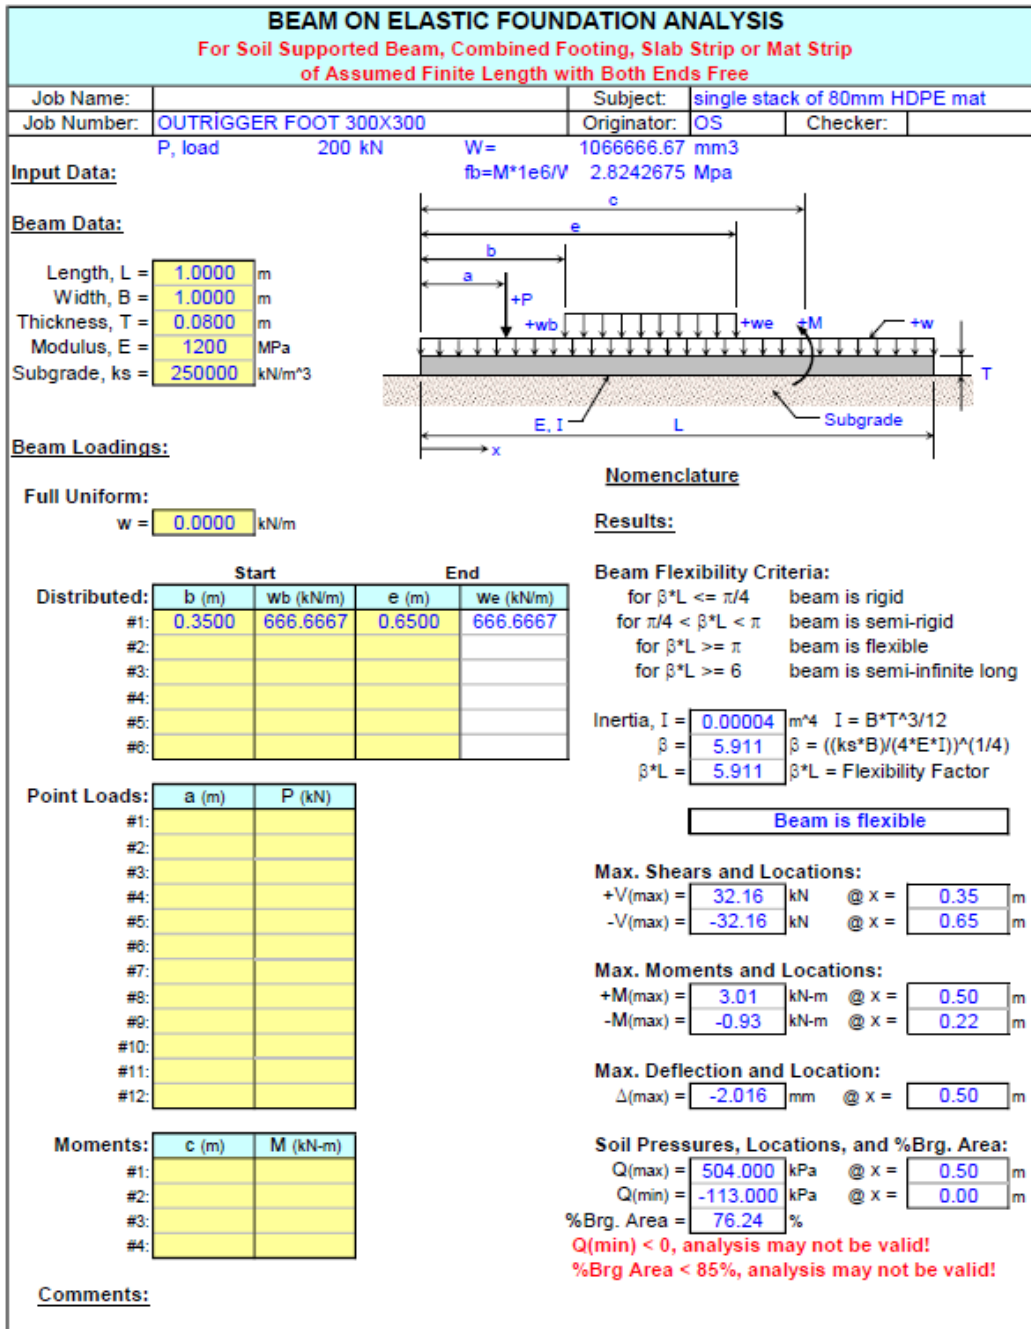 BEAM ON ELASTIC FOUNDATION ANALYSIS
For Soil Supported Beam, Combined Footing, Slab Strip or Mat Strip
of Assumed Finite Length with Both Ends Free
Job Name: Subject: single stack of 80mm HDPE mat
Job Number: OUTRIGGER FOOT 300X300 Originator: OS Checker:
P, load 200 kN W= 1066666.67 mm3
Input Data: fb=M*1e6/V 2.8242675 Mpa
c
Beam Data:
e
b
Length, L = 1.0000 m
a
Width, B = 1.0000 m
+P
Thickness, T = 0.0800 m
+wb +we +M +w
Modulus, E = 1200 MPa
Subgrade, ks = 250000 kN/m^3
T
E, I L Subgrade
Beam Loadings:
x
Nomenclature
Full Uniform:
w = 0.0000 kN/m
Results:
Start End
Distributed: b (m) wb (kN/m) e (m) we (kN/m)
#1: 0.3500 666.6667 0.6500 666.6667
#2:
#3:
#4:
#5:
#6:
Beam Flexibility Criteria:
for β*L <= π/4 beam is rigid
for π/4 < β*L < π beam is semi-rigid
for β*L >= π beam is flexible
for β*L >= 6 beam is semi-infinite long
Inertia, I = 0.00004 m^4 I = B*T^3/12
β = 5.911 β = ((ks*B)/(4*E*I))^(1/4)
β*L = 5.911 β*L = Flexibility Factor
Beam is flexible
Point Loads: a (m) P (kN)
#1:
#2:
#3:
#4:
#5:
#6:
#7:
#8:
#9:
#10:
#11:
#12:
Max. Shears and Locations:
+V(max) = 32.16 kN @ x = 0.35 m
-V(max) = -32.16 kN @ x = 0.65 m
Max. Moments and Locations:
+M(max) = 3.01 kN-m @ x = 0.50 m
-M(max) = -0.93 kN-m @ x = 0.22 m
Max. Deflection and Location:
Δ(max) = -2.016 mm @ x = 0.50 m
Moments: c (m) M (kN-m)
#1:
#2:
#3:
#4:
Soil Pressures, Locations, and %Brg. Area:
Q(max) = 504.000 kPa @ x = 0.50 m
Q(min) = -113.000 kPa @ x = 0.00 m
%Brg. Area = 76.24 %
Q(min) < 0, analysis may not be valid!
%Brg Area < 85%, analysis may not be valid!
Comments: